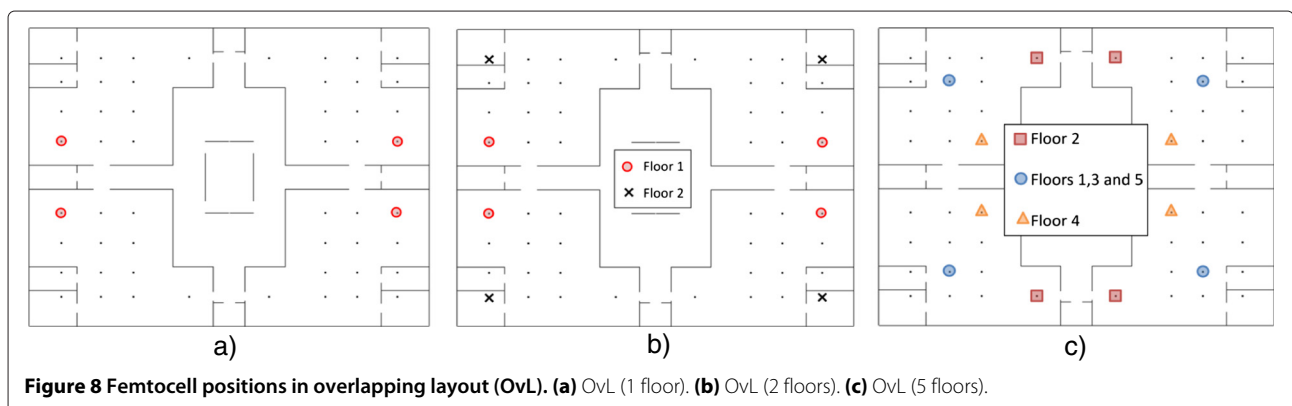 Floor 1
Floor 2
Floor 2
Floors 1,3 and 5
Floor 4
a)
b)
c)
Figure 8 Femtocell positions in overlapping layout (OvL). (a) OvL (1 floor). (b) OvL (2 floors). (c) OvL (5 floors).